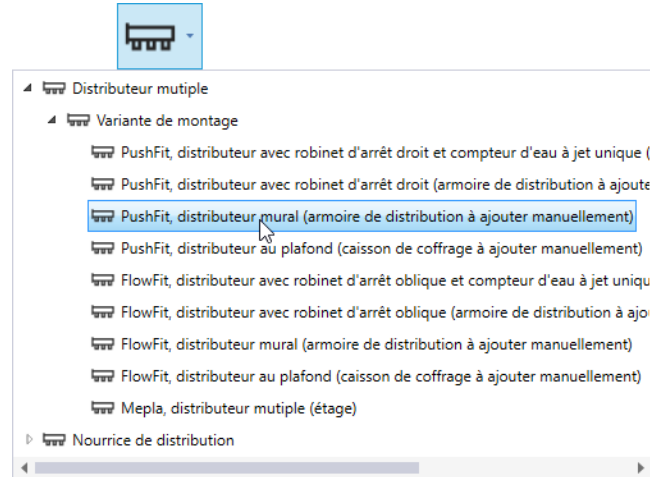 Distributeur mutiple
Variante de montage
PushFit, distributeur avec robinet d'arrêt droit et compteur d'eau à jet unique (
PushFit, distributeur avec robinet d'arrêt droit (armoire de distribution à ajoute
PushFit, distributeur mural (armoire de distribution à ajouter manuellement)
PushFit, distributeur au plafond (caisson de coffrage à ajouter manuellement)
FlowFit, distributeur avec robinet d'arrêt oblique et compteur d'eau à jet uniqu
FlowFit, distributeur avec robinet d'arrêt oblique (armoire de distribution à ajo
FlowFit, distributeur mural (armoire de distribution à ajouter manuellement)
FlowFit, distributeur au plafond (caisson de coffrage à ajouter manuellement)
Mepla, distributeur mutiple (étage)
Nourrice de distribution